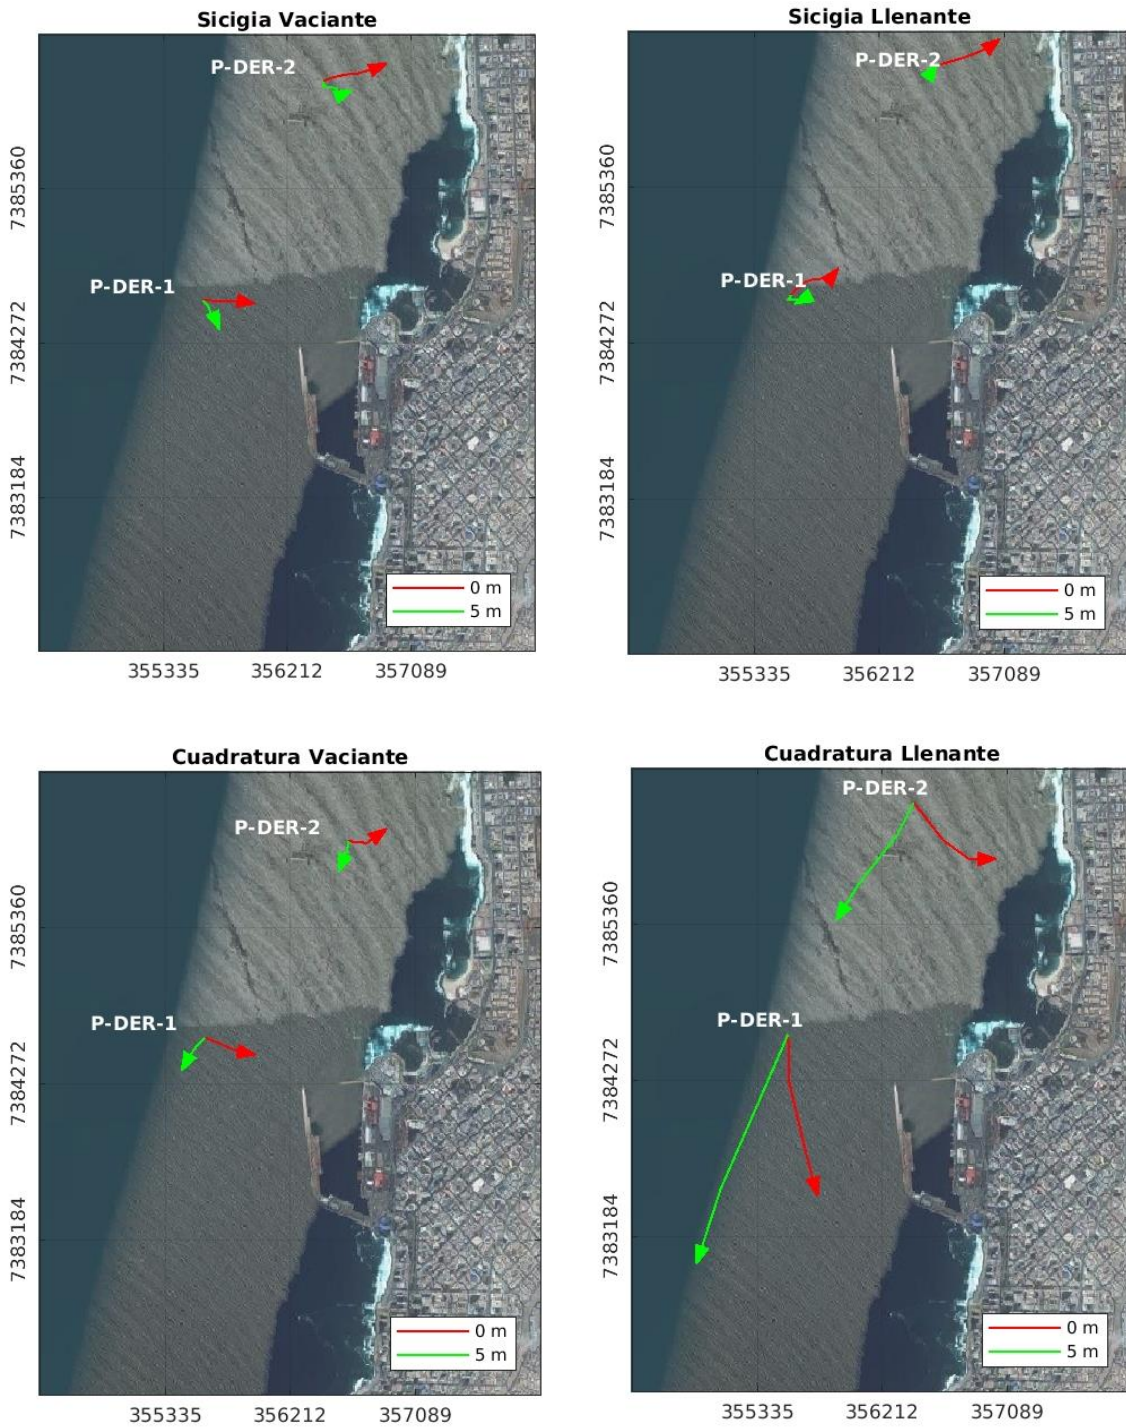 Sicigia Vaciante
P-DER-2
P-DER-1
7385360
7384272
7383184
0 m
5 m
355335 356212 357089
Sicigia Llenante
P-DER-2
P-DER-1
7385360
7384272
7383184
0 m
5 m
355335 356212 357089
Cuadratura Vaciante
P-DER-2
P-DER-1
7385360
7384272
7383184
0 m
5 m
355335 356212 357089
Cuadratura Llenante
P-DER-2
P-DER-1
7385360
7384272
7383184
0 m
5 m
355335 356212 357089